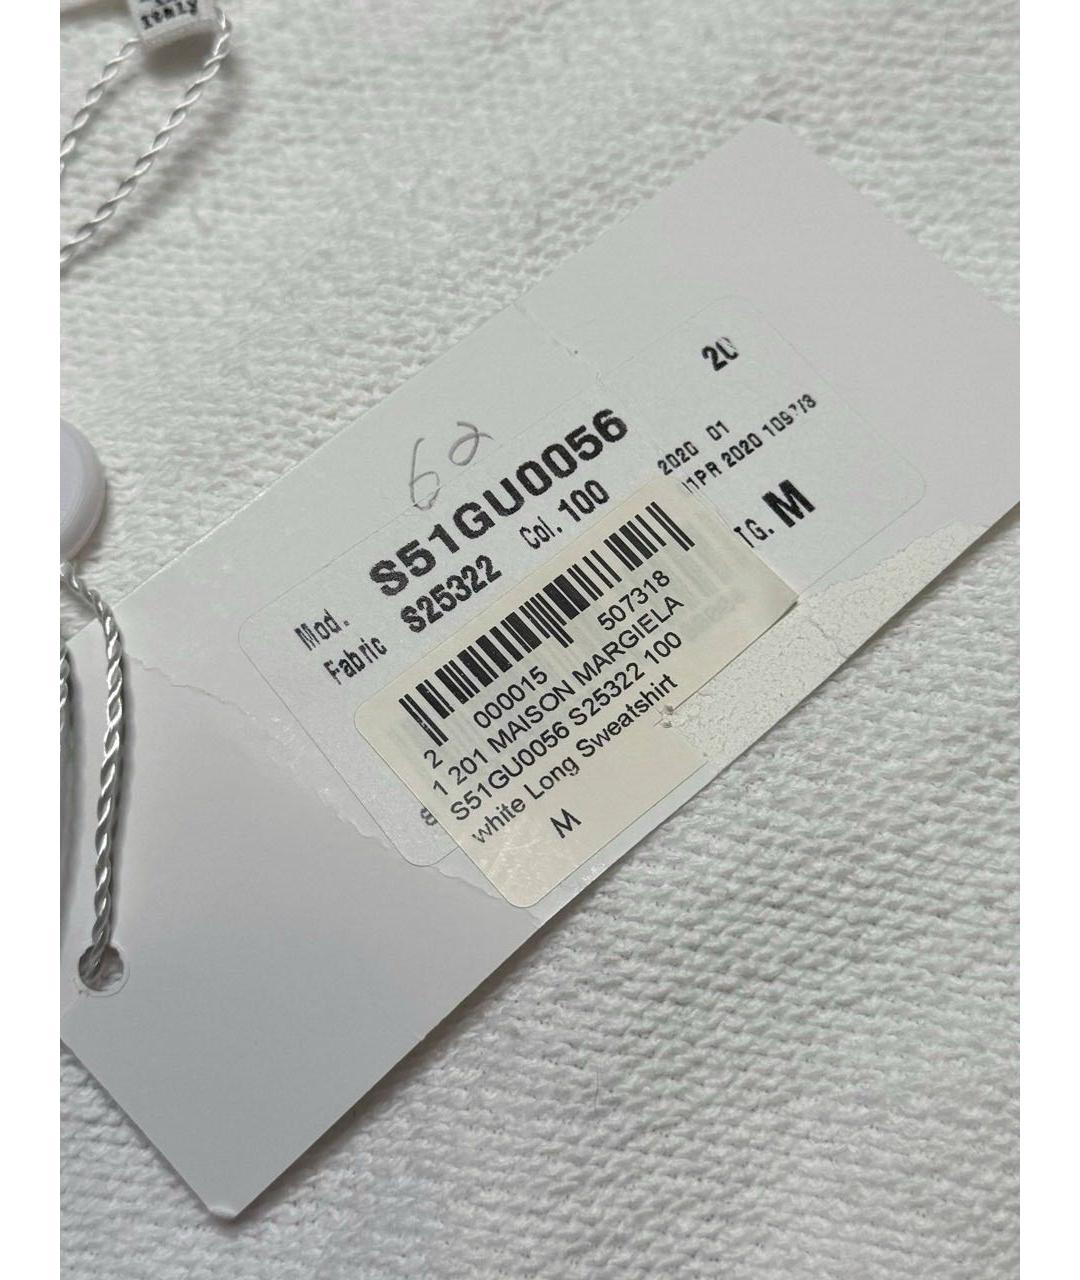 62
20
Mod. S51GU0056
2020 01
Fabric S25322 Col. 100
TG. M
2 000015 507318
1 201 MAISON MARGIELA
S51GU0056 S25322 100
white Long Sweatshirt
M